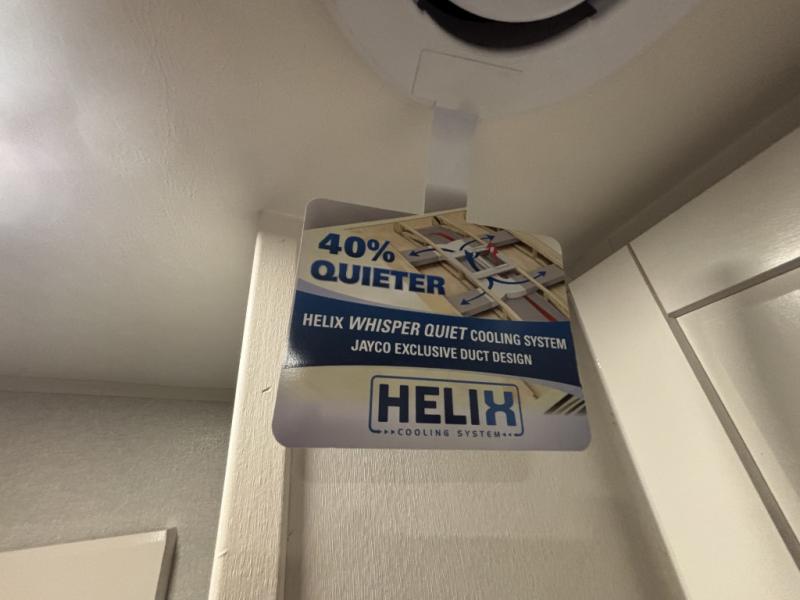 40%
QUIETER
HELIX WHISPER QUIET COOLING SYSTEM
JAYCO EXCLUSIVE DUCT DESIGN
HELIX
COOLING SYSTEM